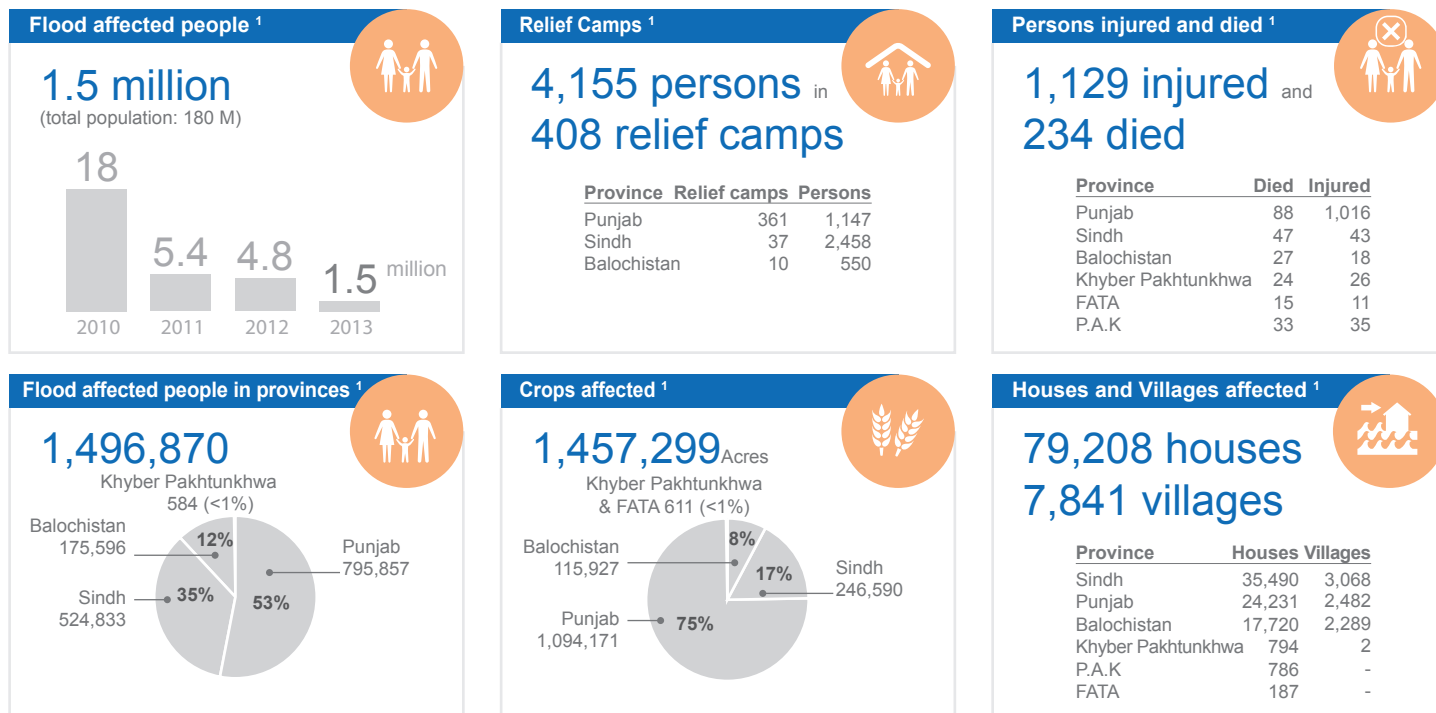 Flood affected people 1
1.5 million
(total population: 180 M)
18
5.4
4.8
1.5 million
2010 2011 2012 2013
Relief Camps 1
4,155 persons in
408 relief camps
Province Relief camps Persons
Punjab 361 1,147
Sindh 37 2,458
Balochistan 10 550
Persons injured and died 1
1,129 injured and
234 died
Province Died Injured
Punjab 88 1,016
Sindh 47 43
Balochistan 27 18
Khyber Pakhtunkhwa 24 26
FATA 15 11
P.A.K 33 35
Flood affected people in provinces 1
1,496,870
Khyber Pakhtunkhwa
584 (<1%)
Balochistan
175,596
12%
Punjab
795,857
53%
Sindh
524,833
35%
Crops affected 1
1,457,299 Acres
Khyber Pakhtunkhwa
& FATA 611 (<1%)
Balochistan
115,927
8%
Sindh
246,590
17%
Punjab
1,094,171
75%
Houses and Villages affected 1
79,208 houses
7,841 villages
Province Houses Villages
Sindh 35,490 3,068
Punjab 24,231 2,482
Balochistan 17,720 2,289
Khyber Pakhtunkhwa 794 2
P.A.K 786 -
FATA 187 -